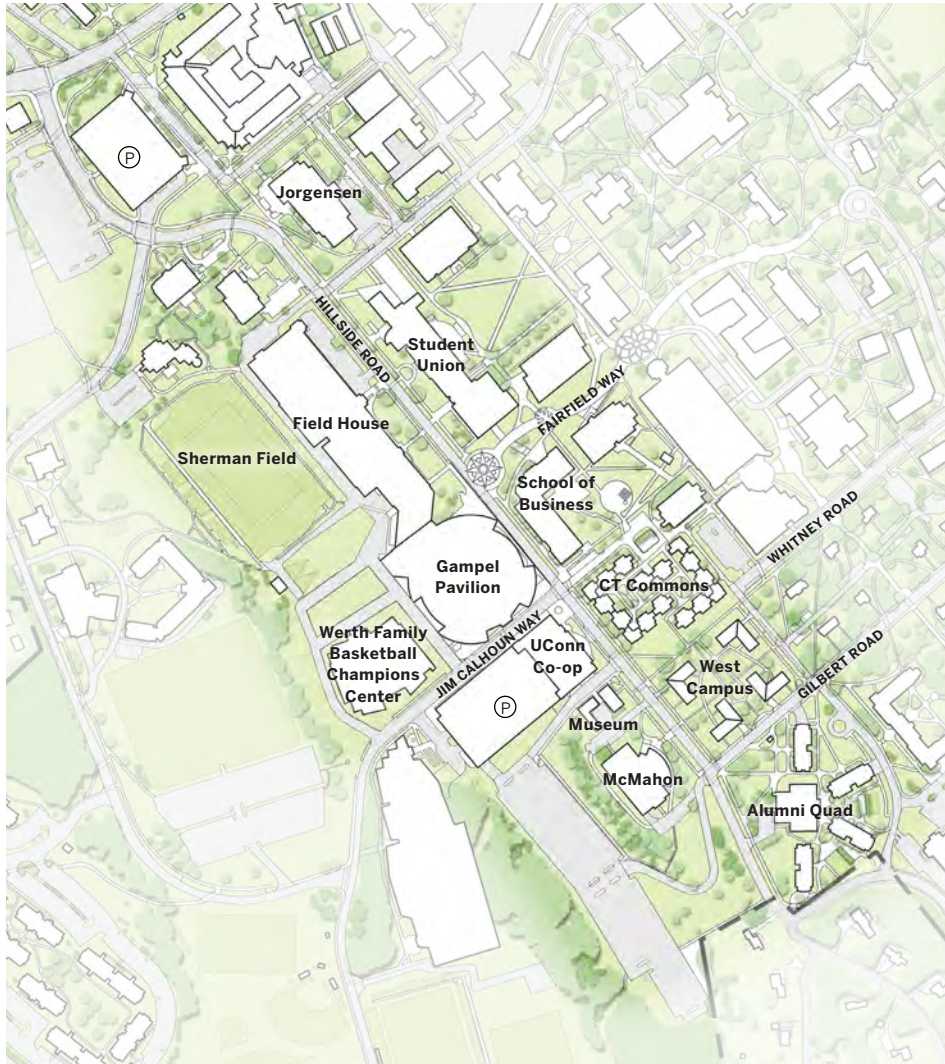 P
Jorgensen
HILLSIDE ROAD
Student
Union
FAIRFIELD WAY
Field House
Sherman Field
School of
Business
WHITNEY ROAD
Gampel
Pavilion
CT Commons
Werth Family
Basketball
Champions
Center
JIM CALHOUN WAY
UConn
Co-op
West
Campus
GILBERT ROAD
P
Museum
McMahon
Alumni Quad